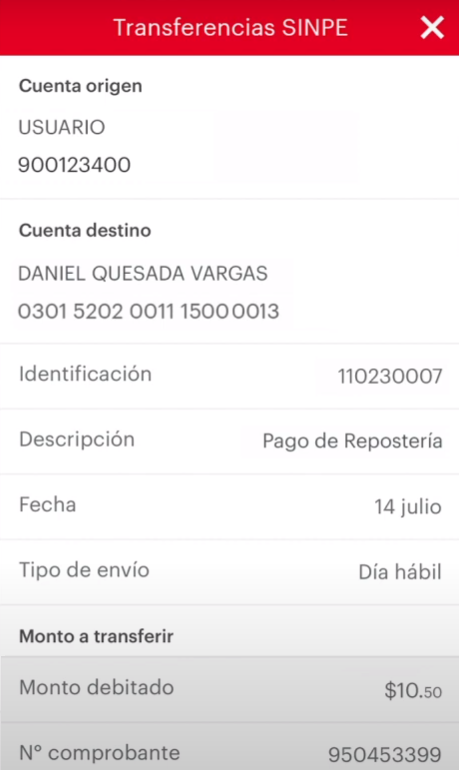 Transferencias SINPE
Cuenta origen
USUARIO
900123400
Cuenta destino
DANIEL QUESADA VARGAS
0301 5202 0011 1500 0013
Identificación 110230007
Descripción Pago de Repostería
Fecha 14 julio
Tipo de envío Día hábil
Monto a transferir
Monto debitado $10.50
N° comprobante 950453399